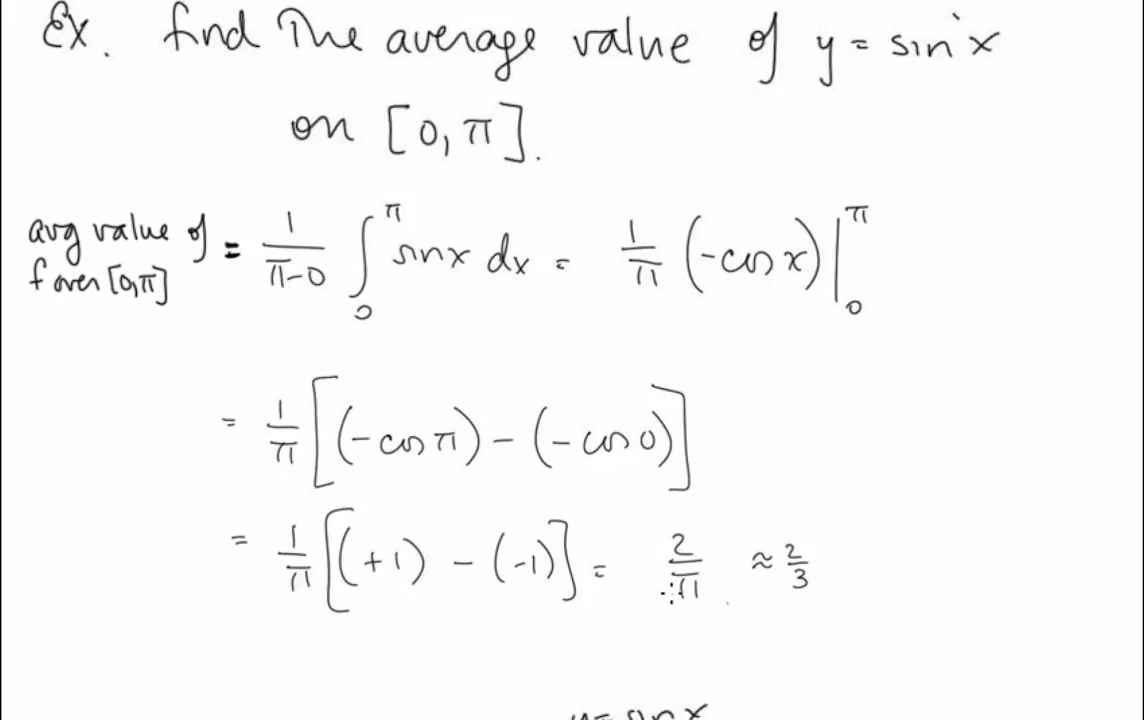 Ex. find The average value of y = sin x
on [0, π].
avg value of f over [0,π] = 1/(π-0) ∫₀^π sinx dx = 1/π (-cos x)|₀^π
= 1/π [(-cos π) - (-cos 0)]
= 1/π [(+1) - (-1)] = 2/π ≈ 2/3
y = sin x